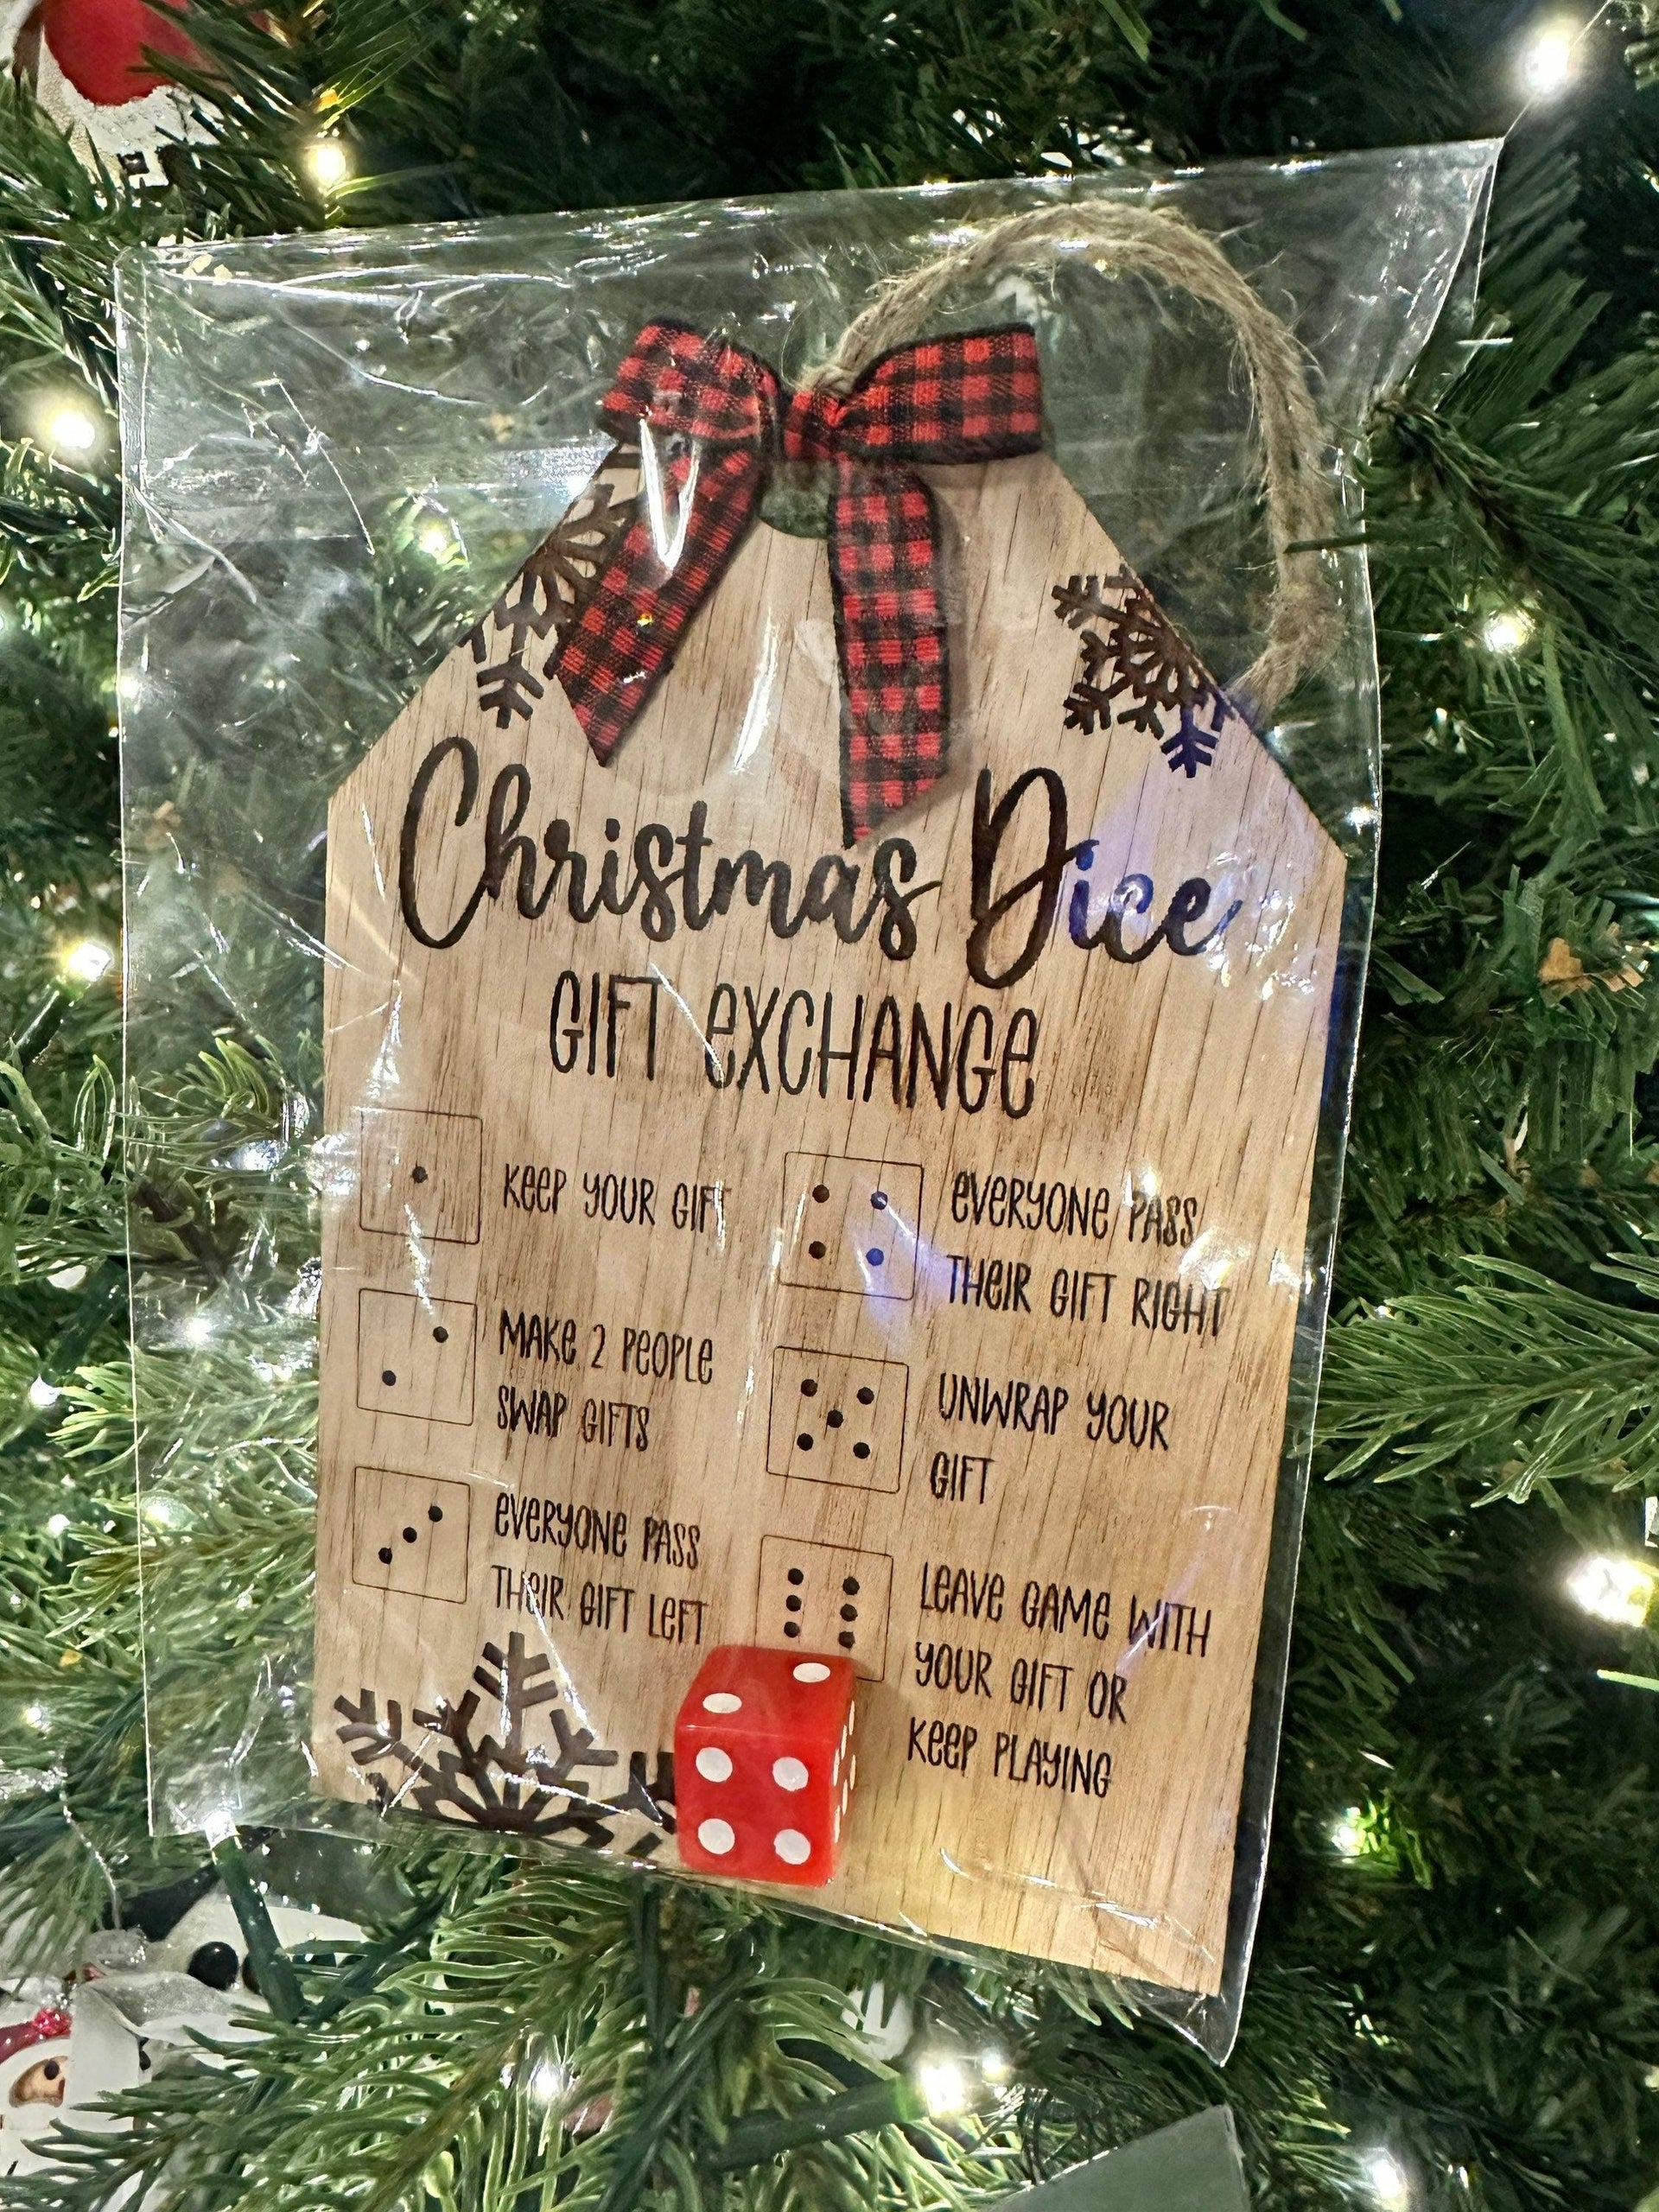 Christmas Dice
GIFT EXCHANGE
KEEP YOUR GIFT
MAKE 2 PEOPLE
SWAP GIFTS
EVERYONE PASS
THEIR GIFT LEFT
EVERYONE PASS
THEIR GIFT RIGHT
UNWRAP YOUR
GIFT
LEAVE GAME WITH
YOUR GIFT OR
KEEP PLAYING